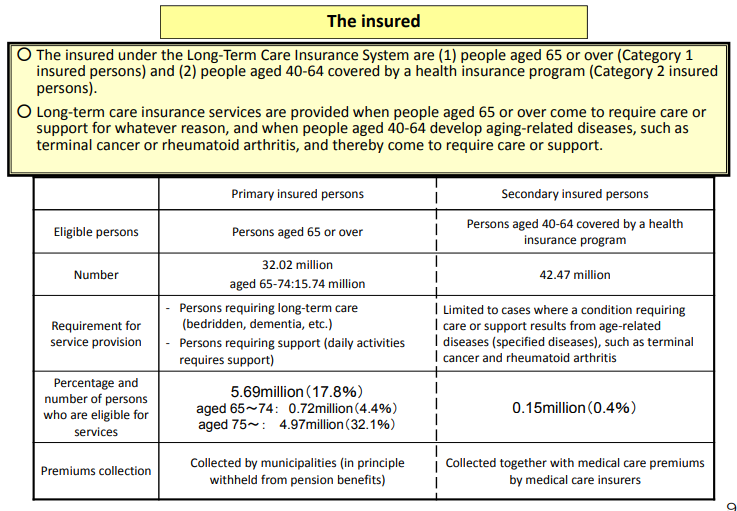 The insured
○ The insured under the Long-Term Care Insurance System are (1) people aged 65 or over (Category 1
insured persons) and (2) people aged 40-64 covered by a health insurance program (Category 2 insured
persons).
○ Long-term care insurance services are provided when people aged 65 or over come to require care or
support for whatever reason, and when people aged 40-64 develop aging-related diseases, such as
terminal cancer or rheumatoid arthritis, and thereby come to require care or support.
Primary insured persons
Secondary insured persons
Eligible persons
Persons aged 65 or over
Persons aged 40-64 covered by a health
insurance program
Number
32.02 million
aged 65-74:15.74 million
42.47 million
Requirement for
service provision
- Persons requiring long-term care
(bedridden, dementia, etc.)
- Persons requiring support (daily activities
requires support)
Limited to cases where a condition requiring
care or support results from age-related
diseases (specified diseases), such as terminal
cancer and rheumatoid arthritis
Percentage and
number of persons
who are eligible for
services
5.69million(17.8%)
aged 65～74: 0.72million(4.4%)
aged 75～: 4.97million(32.1%)
0.15million(0.4%)
Premiums collection
Collected by municipalities (in principle
withheld from pension benefits)
Collected together with medical care premiums
by medical care insurers
9